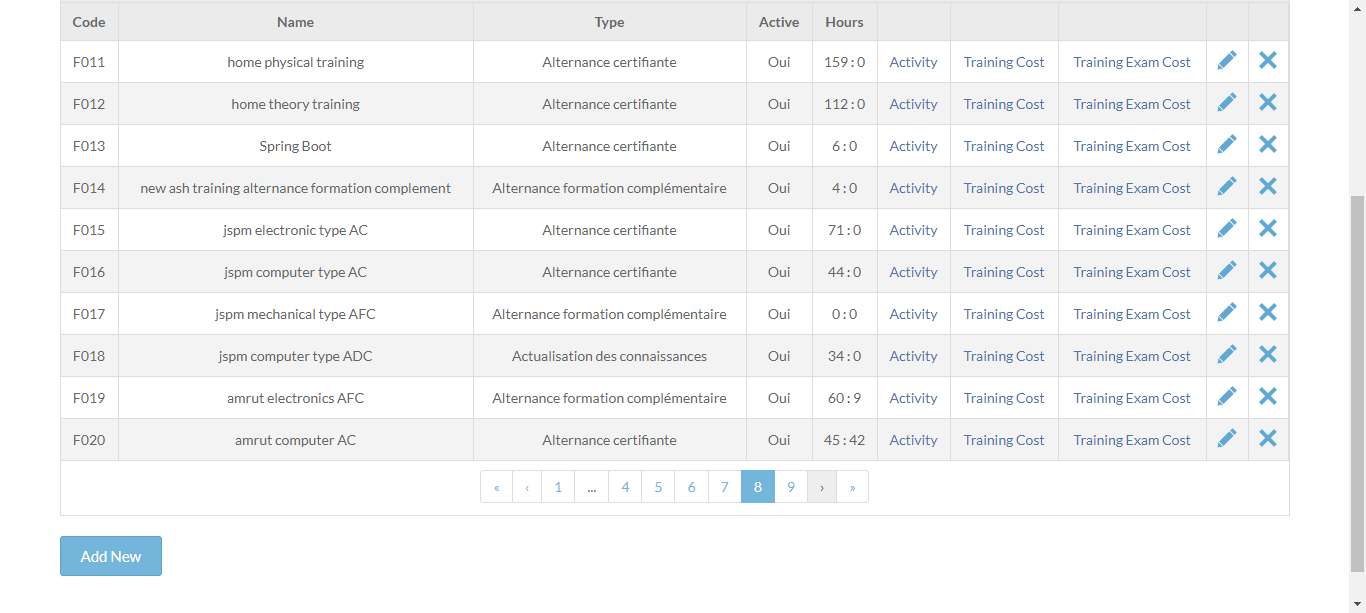 Code Name Type Active Hours
F011 home physical training Alternance certifiante Oui 159:0 Activity Training Cost Training Exam Cost
F012 home theory training Alternance certifiante Oui 112:0 Activity Training Cost Training Exam Cost
F013 Spring Boot Alternance certifiante Oui 6:0 Activity Training Cost Training Exam Cost
F014 new ash training alternance formation complement Alternance formation complémentaire Oui 4:0 Activity Training Cost Training Exam Cost
F015 jspm electronic type AC Alternance certifiante Oui 71:0 Activity Training Cost Training Exam Cost
F016 jspm computer type AC Alternance certifiante Oui 44:0 Activity Training Cost Training Exam Cost
F017 jspm mechanical type AFC Alternance formation complémentaire Oui 0:0 Activity Training Cost Training Exam Cost
F018 jspm computer type ADC Actualisation des connaissances Oui 34:0 Activity Training Cost Training Exam Cost
F019 amrut electronics AFC Alternance formation complémentaire Oui 60:9 Activity Training Cost Training Exam Cost
F020 amrut computer AC Alternance certifiante Oui 45:42 Activity Training Cost Training Exam Cost
« ‹ 1 ... 4 5 6 7 8 9 › »
Add New